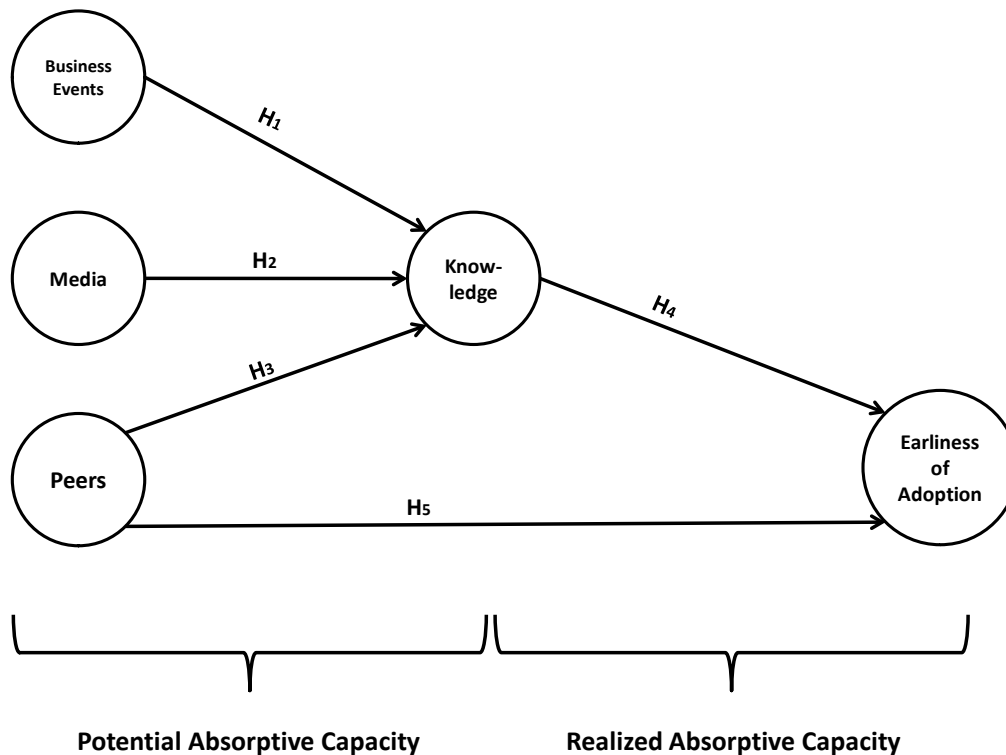 Business
Events
H1
Media
H2
Know-
ledge
H4
H3
Peers
Earliness
of
Adoption
H5
Potential Absorptive Capacity
Realized Absorptive Capacity